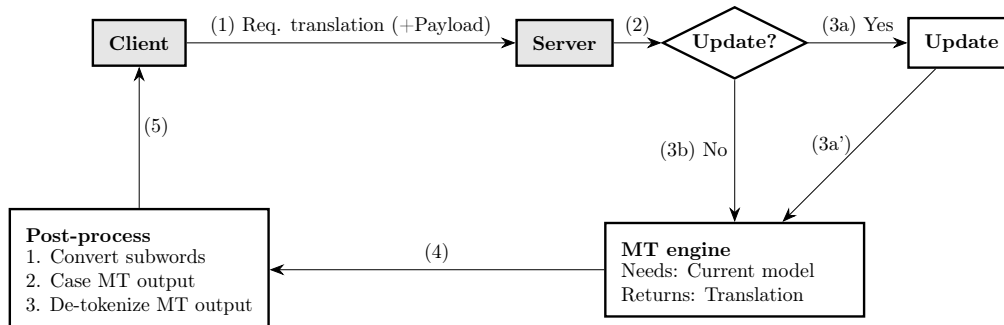 Client
(1) Req. translation (+Payload)
Server
(2)
Update?
(3a) Yes
Update
(5)
(3b) No
(3a')
Post-process
1. Convert subwords
2. Case MT output
3. De-tokenize MT output
(4)
MT engine
Needs: Current model
Returns: Translation